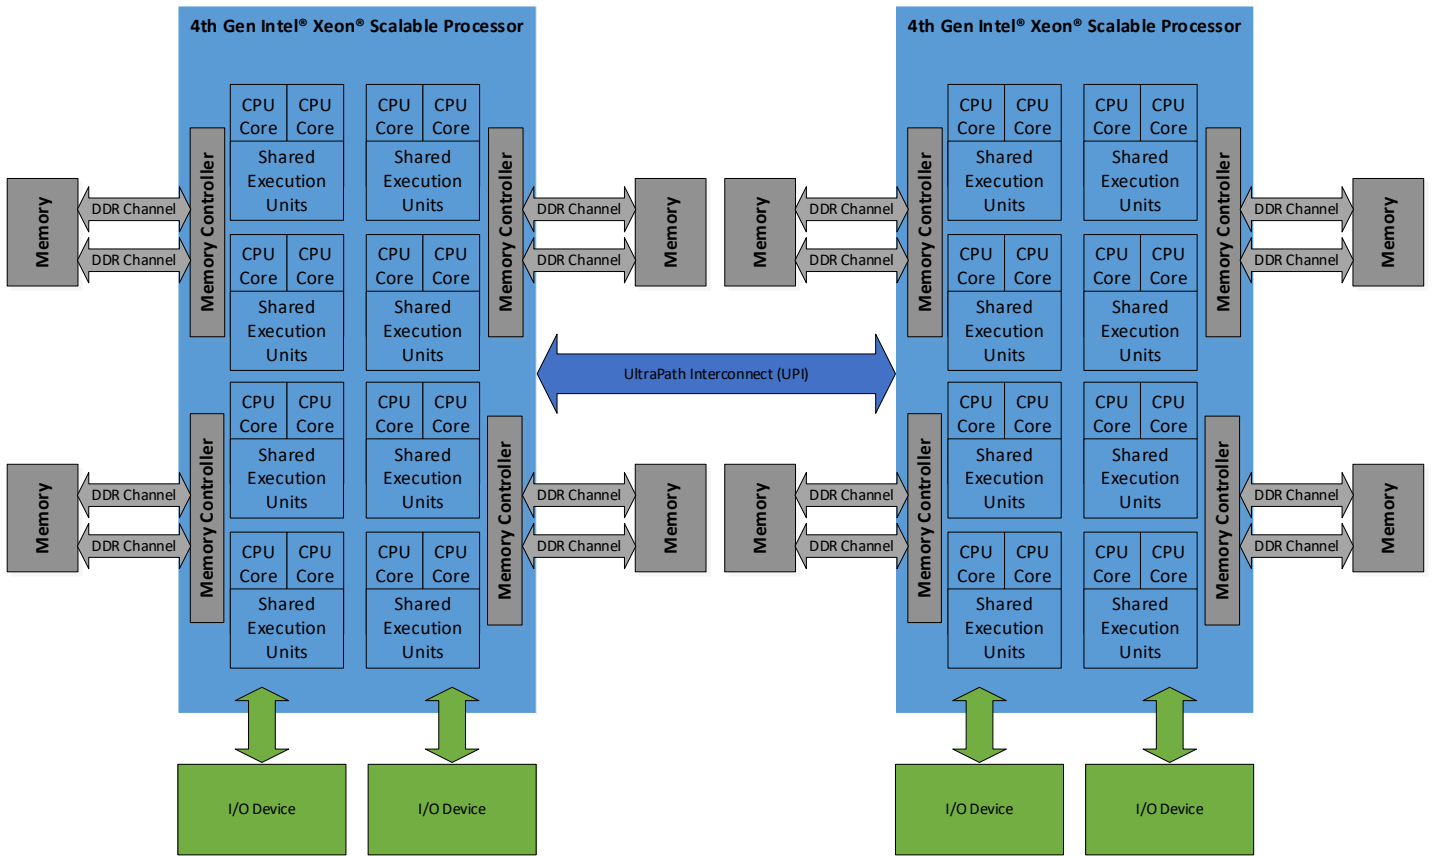 4th Gen Intel® Xeon® Scalable Processor
CPU Core
CPU Core
Shared Execution Units
CPU Core
CPU Core
Shared Execution Units
CPU Core
CPU Core
Shared Execution Units
CPU Core
CPU Core
Shared Execution Units
CPU Core
CPU Core
Shared Execution Units
CPU Core
CPU Core
Shared Execution Units
CPU Core
CPU Core
Shared Execution Units
CPU Core
CPU Core
Shared Execution Units
Memory Controller
Memory Controller
Memory Controller
Memory Controller
Memory
DDR Channel
DDR Channel
Memory
DDR Channel
DDR Channel
Memory
DDR Channel
DDR Channel
Memory
DDR Channel
DDR Channel
I/O Device
I/O Device
UltraPath Interconnect (UPI)
4th Gen Intel® Xeon® Scalable Processor
CPU Core
CPU Core
Shared Execution Units
CPU Core
CPU Core
Shared Execution Units
CPU Core
CPU Core
Shared Execution Units
CPU Core
CPU Core
Shared Execution Units
CPU Core
CPU Core
Shared Execution Units
CPU Core
CPU Core
Shared Execution Units
CPU Core
CPU Core
Shared Execution Units
CPU Core
CPU Core
Shared Execution Units
Memory Controller
Memory Controller
Memory Controller
Memory Controller
Memory
DDR Channel
DDR Channel
Memory
DDR Channel
DDR Channel
Memory
DDR Channel
DDR Channel
Memory
DDR Channel
DDR Channel
I/O Device
I/O Device